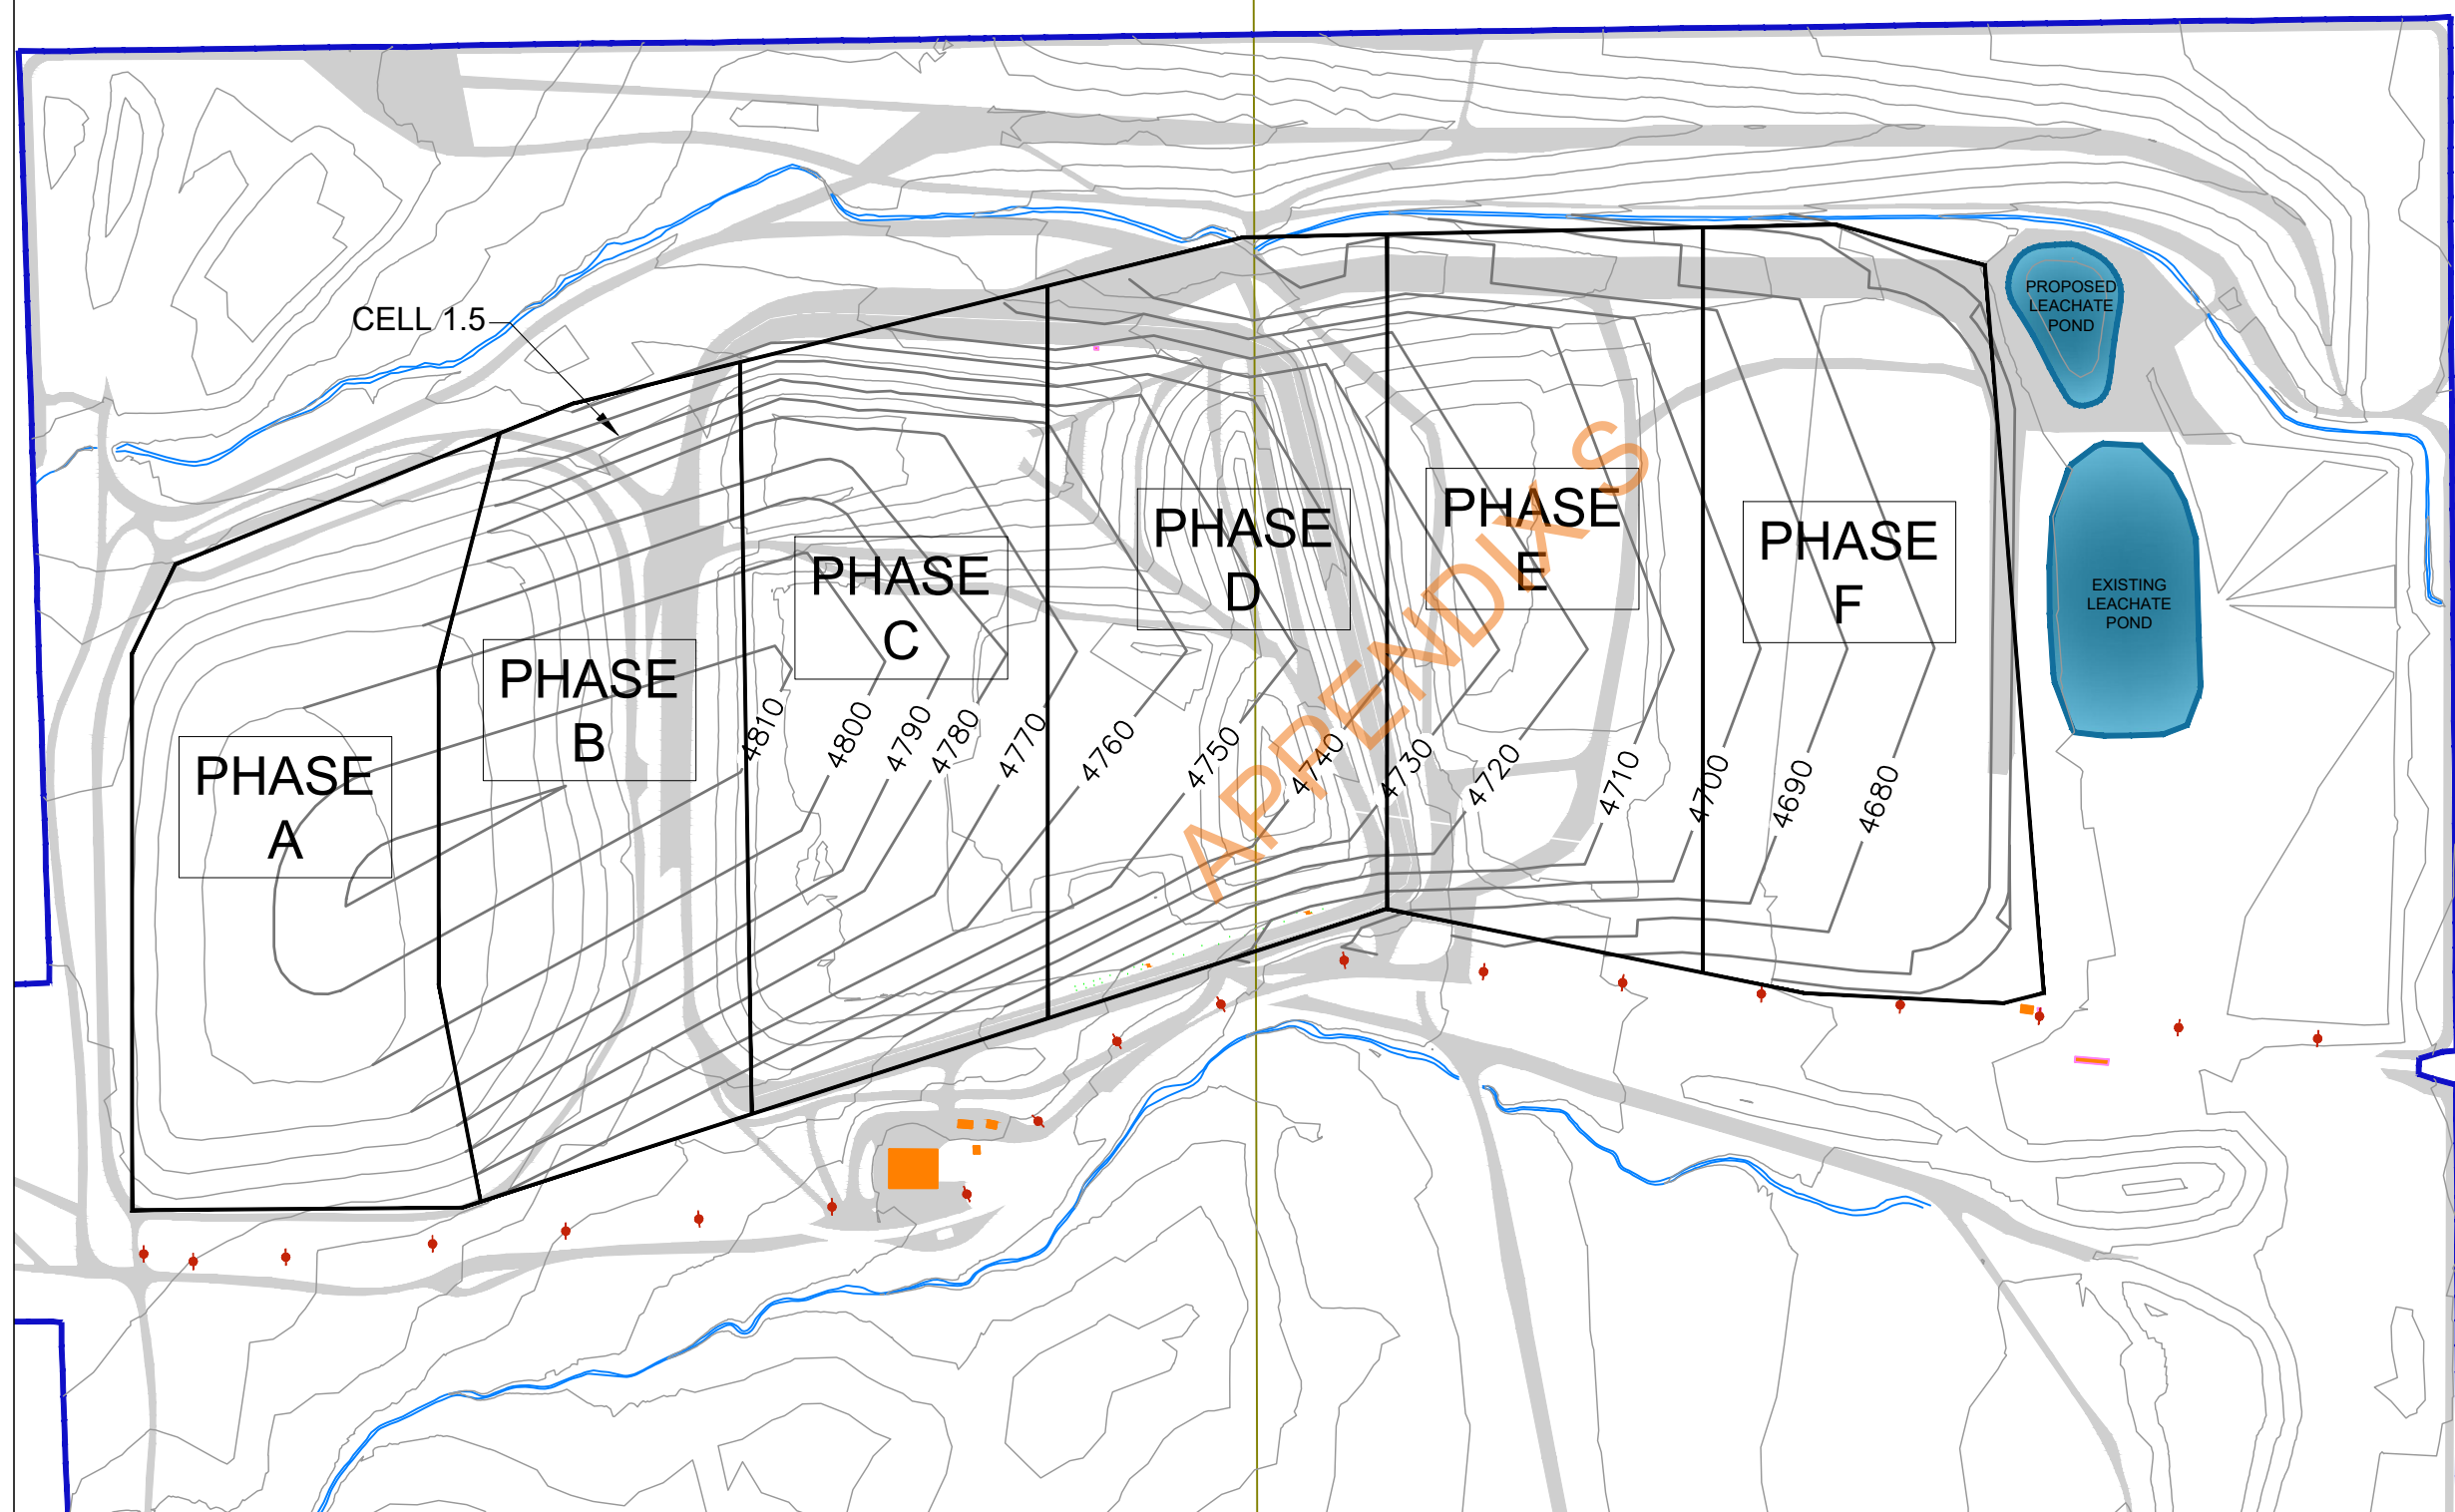 PROPOSED
LEACHATE
POND
CELL 1.5
PHASE
E
PHASE
D
PHASE
F
PHASE
C
EXISTING
LEACHATE
POND
PHASE
B
PHASE
A
4810
4800
4790
4780
4770
4760
4750
4740
4730
4720
4710
4700
4690
4680
APPENDIX S